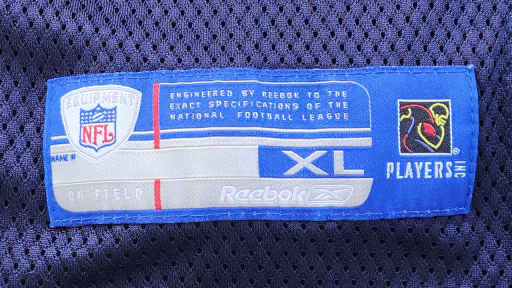 EQUIPMENT
NFL
ENGINEERED BY REEBOK TO THE
EXACT SPECIFICATIONS OF THE
NATIONAL FOOTBALL LEAGUE
NAME #
XL
ON FIELD
Reebok
PLAYERS INC
®